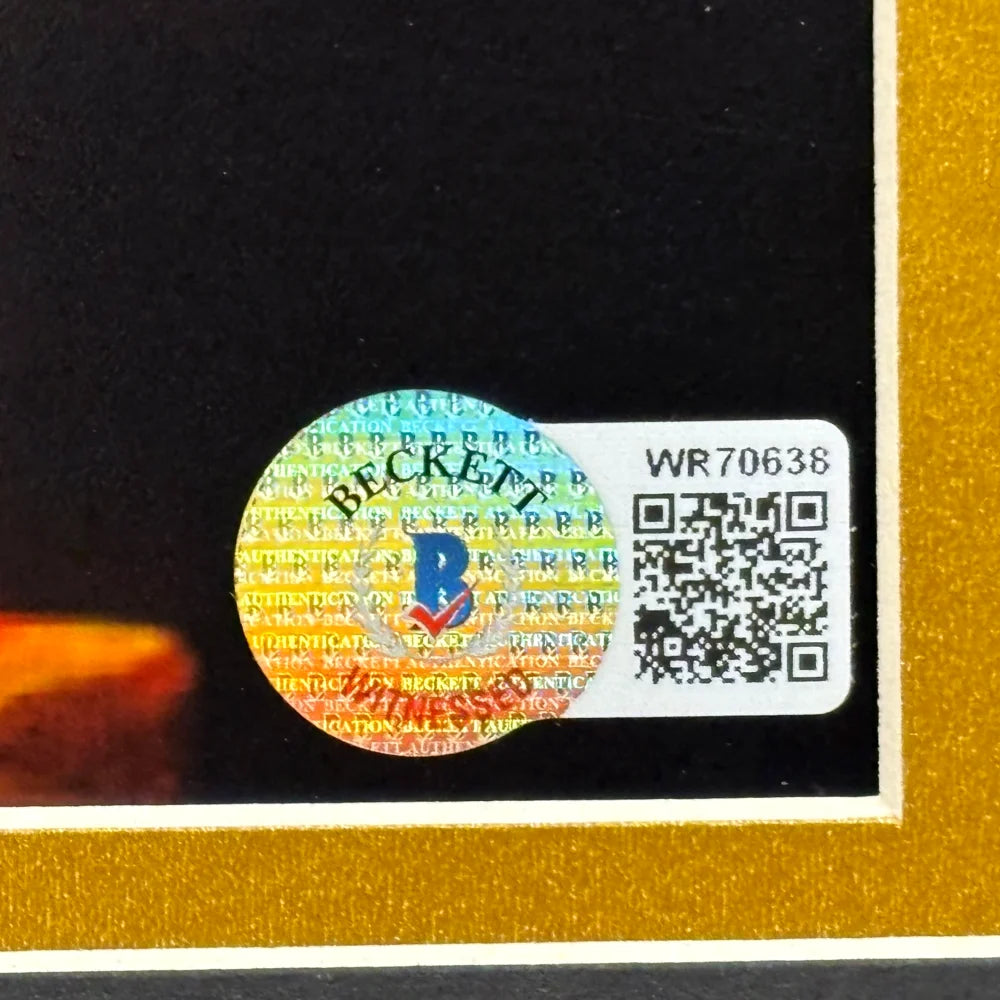 BECKETT
B
WITNESSED
WR70638